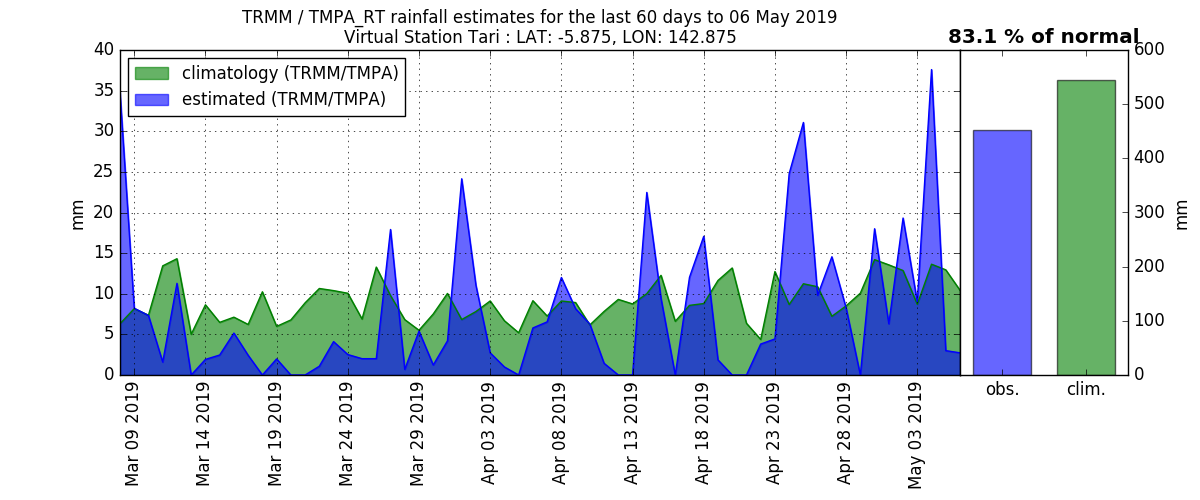 TRMM / TMPA_RT rainfall estimates for the last 60 days to 06 May 2019
Virtual Station Tari : LAT: -5.875, LON: 142.875
83.1 % of normal
climatology (TRMM/TMPA)
estimated (TRMM/TMPA)
mm
40
35
30
25
20
15
10
5
0
Mar 09 2019
Mar 14 2019
Mar 19 2019
Mar 24 2019
Mar 29 2019
Apr 03 2019
Apr 08 2019
Apr 13 2019
Apr 18 2019
Apr 23 2019
Apr 28 2019
May 03 2019
600
500
400
300
200
100
0
mm
obs.
clim.